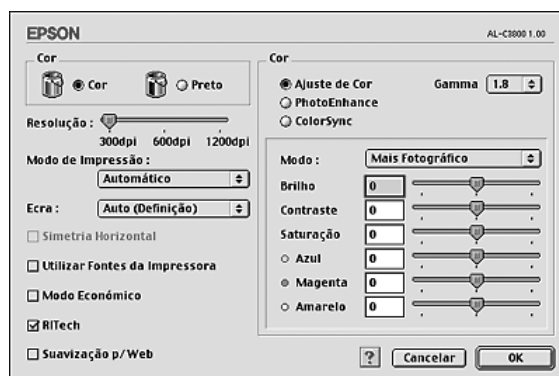 EPSON
AL-C3800 1.00
Cor
Cor
Preto
Resolução :
300dpi 600dpi 1200dpi
Modo de Impressão :
Automático
Ecra :
Auto (Definição)
Simetria Horizontal
Utilizar Fontes da Impressora
Modo Económico
RITech
Suavização p/Web
Cor
Ajuste de Cor
Gamma
1.8
PhotoEnhance
ColorSync
Modo :
Mais Fotográfico
Brilho 0
Contraste 0
Saturação 0
Azul 0
Magenta 0
Amarelo 0
?
Cancelar
OK